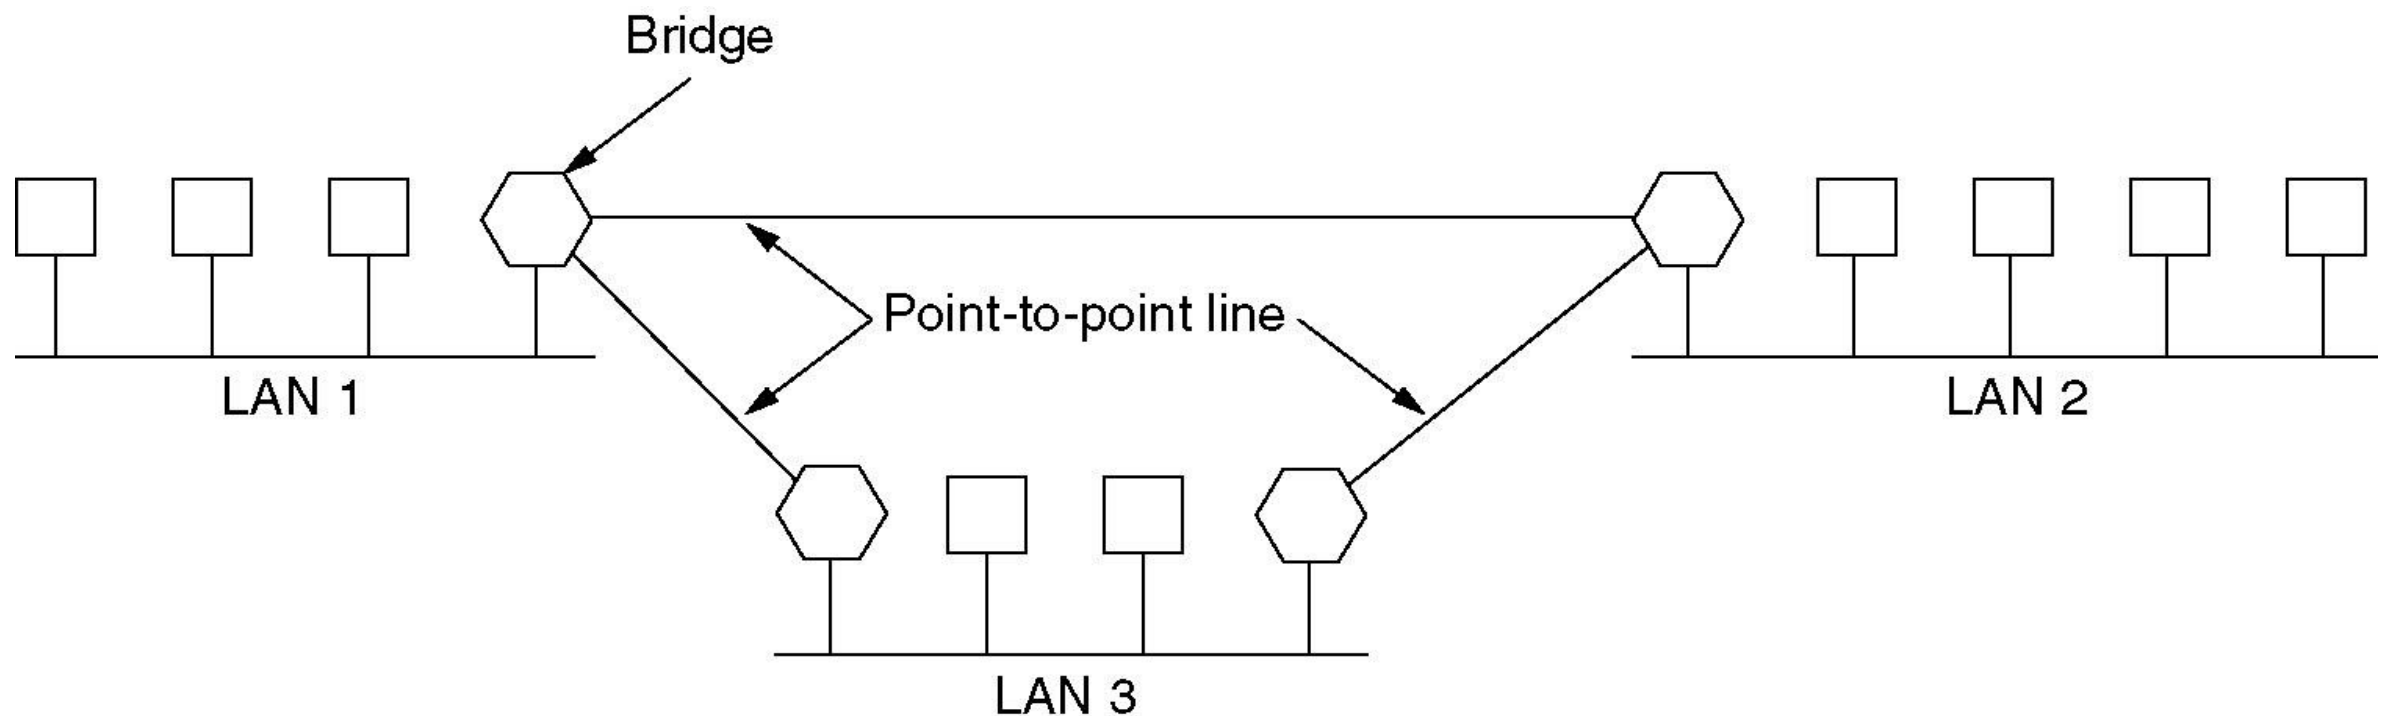 Bridge
Point-to-point line
LAN 1
LAN 2
LAN 3